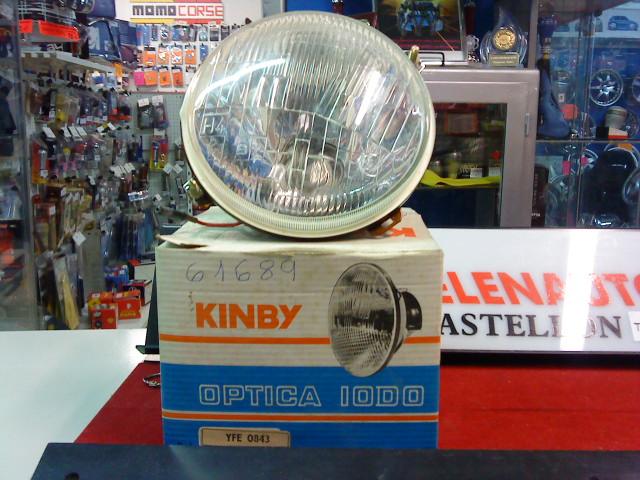 MOMOCORSE
H4
61689
KINBY
OPTICA IODO
YFE 0843
ELENAUTO
ASTELLON